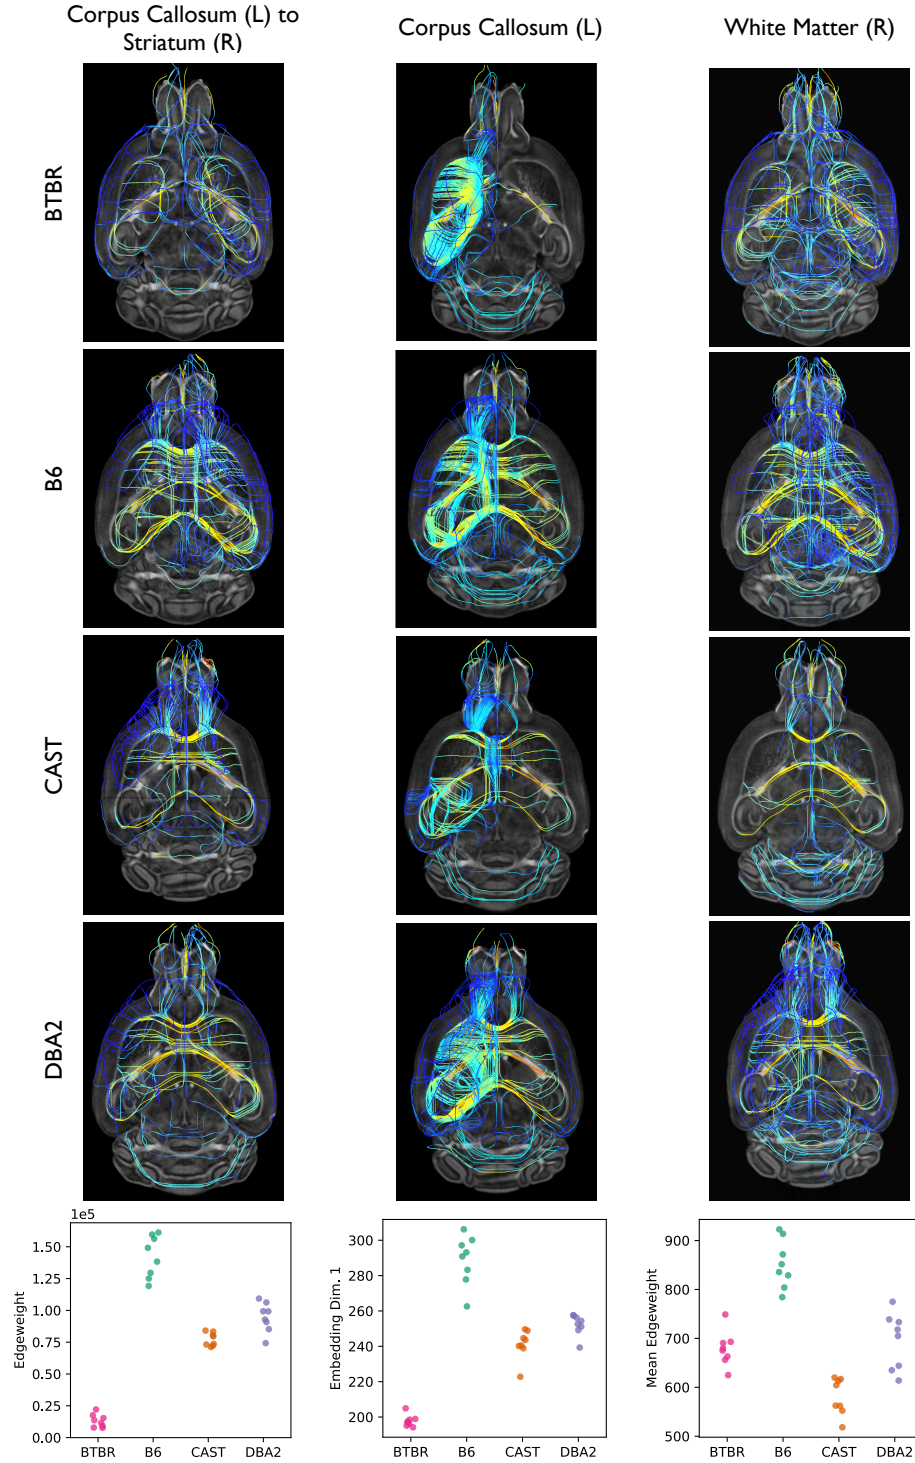 Corpus Callosum (L) to
Striatum (R)
Corpus Callosum (L)
White Matter (R)
BTBR
B6
CAST
DBA2
1e5
Edgeweight
1.50
1.25
1.00
0.75
0.50
0.25
0.00
BTBR B6 CAST DBA2
Embedding Dim. 1
300
280
260
240
220
200
BTBR B6 CAST DBA2
Mean Edgeweight
900
800
700
600
500
BTBR B6 CAST DBA2